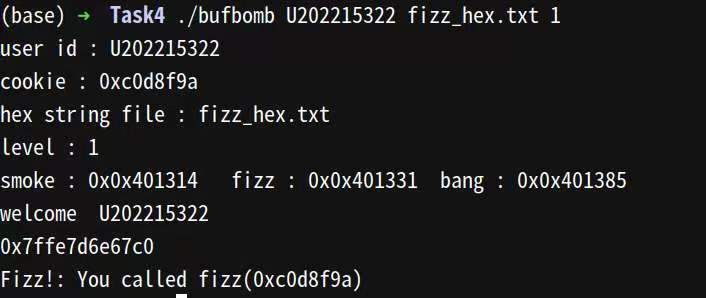 (base) → Task4 ./bufbomb U202215322 fizz_hex.txt 1
user id : U202215322
cookie : 0xc0d8f9a
hex string file : fizz_hex.txt
level : 1
smoke : 0x0x401314   fizz : 0x0x401331  bang : 0x0x401385
welcome  U202215322
0x7ffe7d6e67c0
Fizz!: You called fizz(0xc0d8f9a)